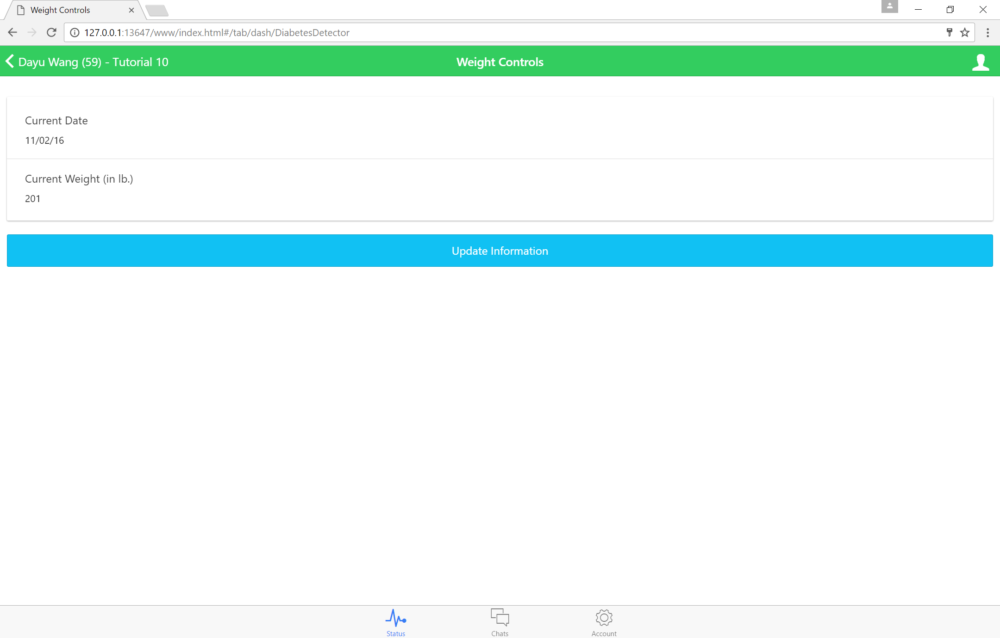 Weight Controls
127.0.0.1:13647/www/index.html#/tab/dash/DiabetesDetector
Dayu Wang (59) - Tutorial 10
Weight Controls
Current Date
11/02/16
Current Weight (in lb.)
201
Update Information
Status
Chats
Account